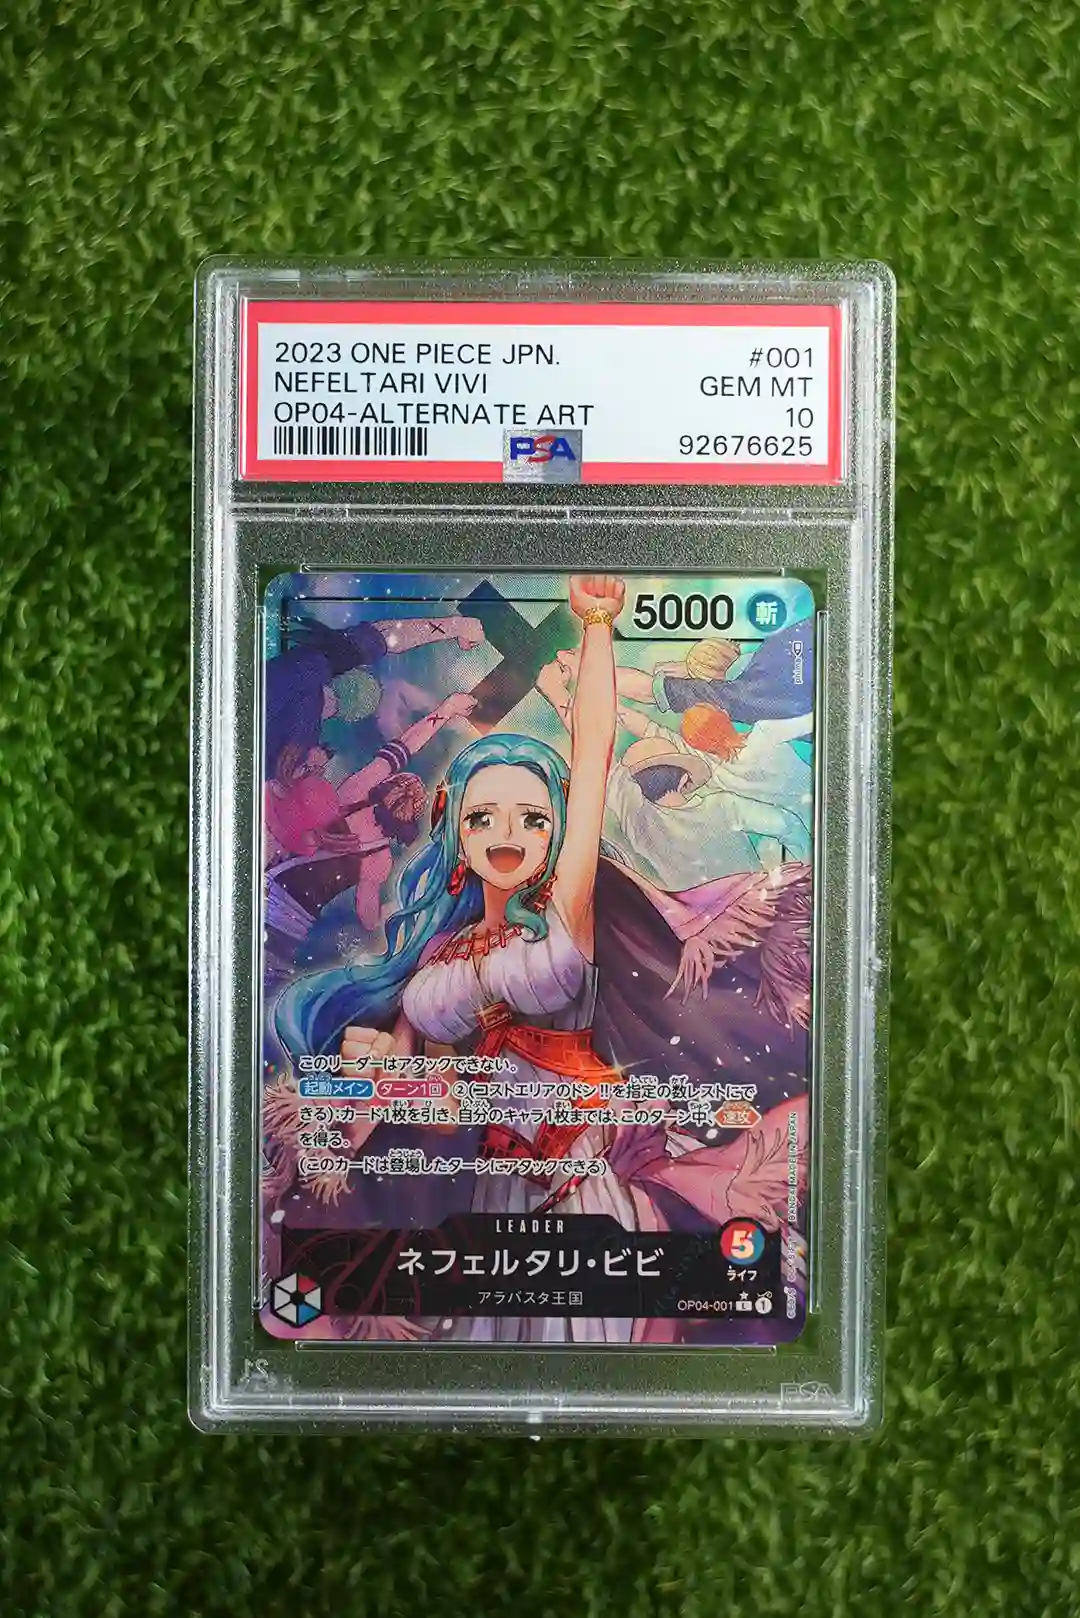 2023 ONE PIECE JPN. #001
NEFELTARI VIVI GEM MT
OP04-ALTERNATE ART 10
PSA 92676625
5000 斬
phima
このリーダーはアタックできない。
起動メイン ターン1回 ②(コストエリアのドン!!を指定の数レストにで
きる):カード1枚を引き、自分のキャラ1枚までは、このターン中、速攻
を得る。
(このカードは登場したターンにアタックできる)
BANDAI MADE IN JAPAN
LEADER
5
ネフェルタリ・ビビ
ライフ
アラバスタ王国
OP04-001 L 1
PSA